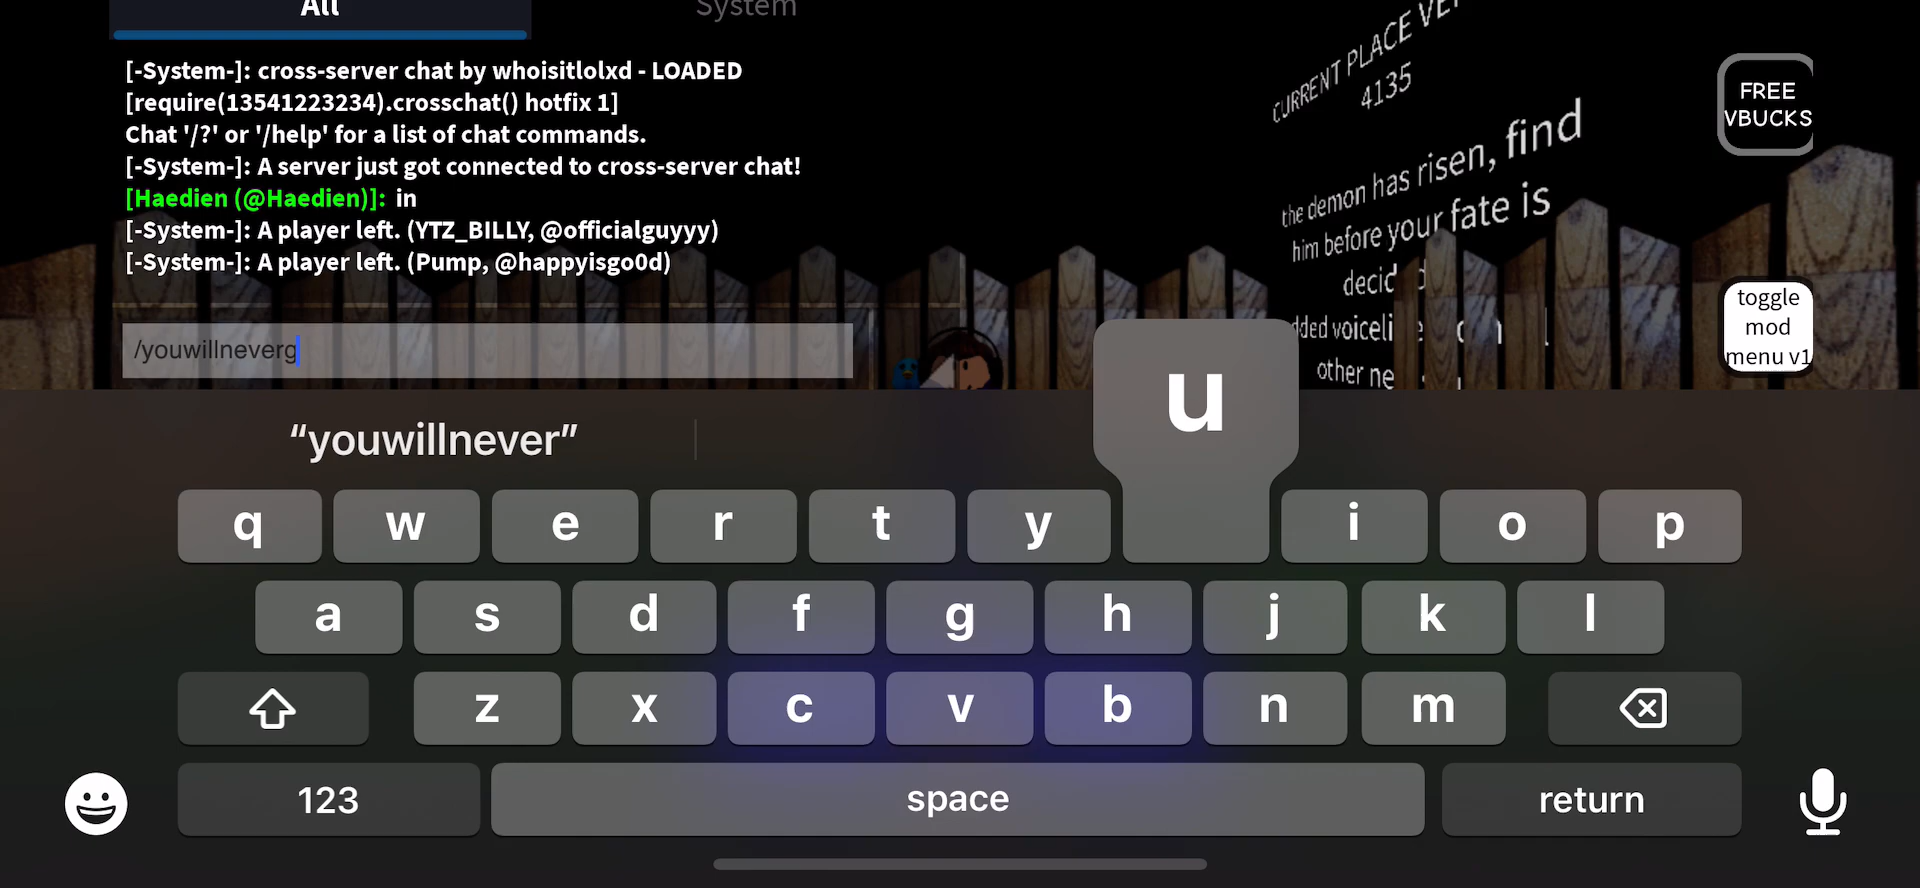 All
System
[-System-]: cross-server chat by whoisitlolxd - LOADED
[require(13541223234).crosschat() hotfix 1]
Chat '/?' or '/help' for a list of chat commands.
[-System-]: A server just got connected to cross-server chat!
[Haedien (@Haedien)]: in
[-System-]: A player left. (YTZ_BILLY, @officialguyyy)
[-System-]: A player left. (Pump, @happyisgo0d)
/youwillneverg
CURRENT PLACE
4135
the demon has risen, find
him before your fate is
other
FREE
VBUCKS
toggle
mod
menu v1
“youwillnever”
u
q w e r t y i o p
a s d f g h j k l
z x c v b n m
123 space return